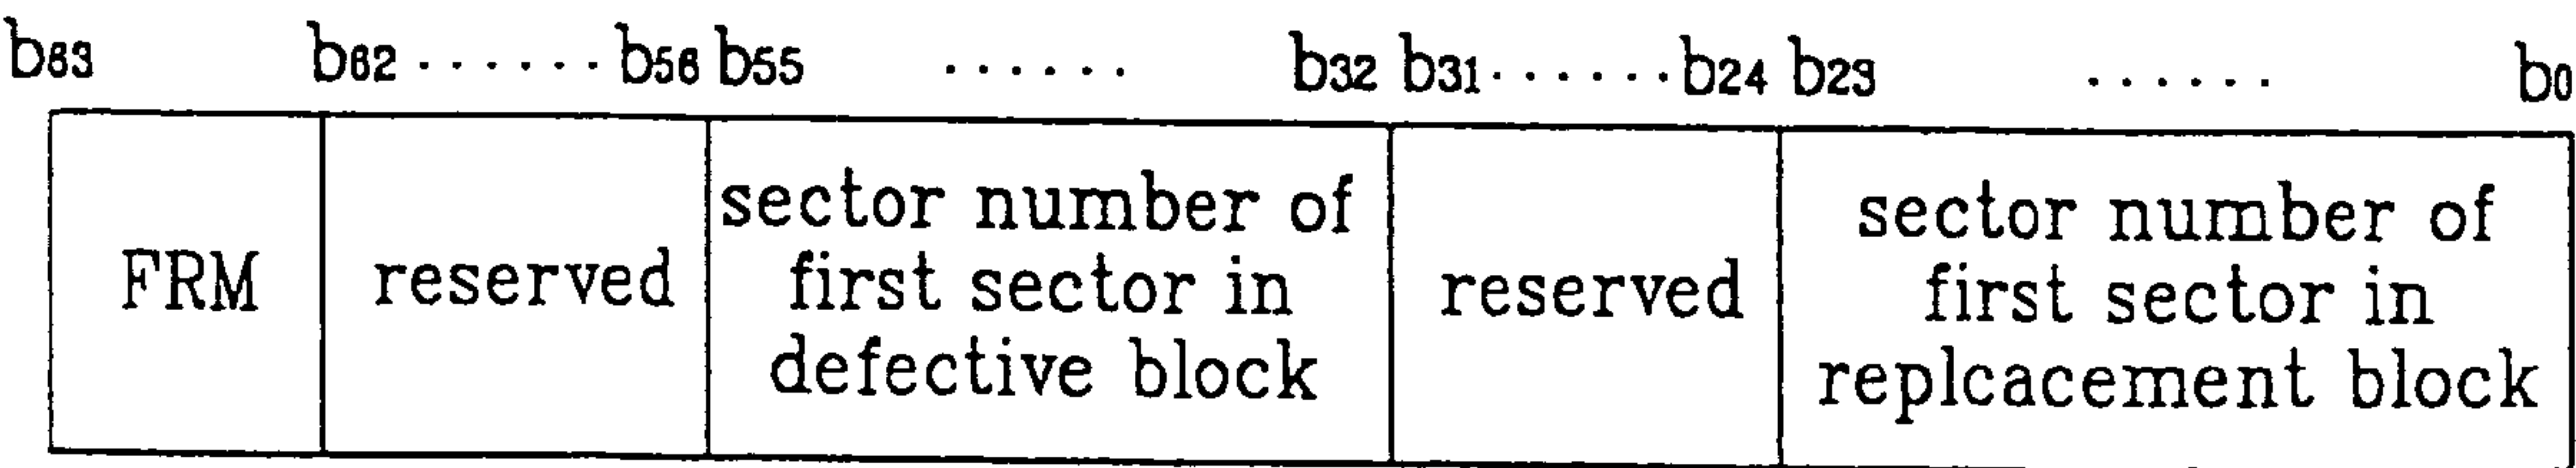 b63 b62 ...... b56 b55 ...... b32 b31 ...... b24 b23 ...... b0
FRM
reserved
sector number of
first sector in
defective block
reserved
sector number of
first sector in
replcacement block